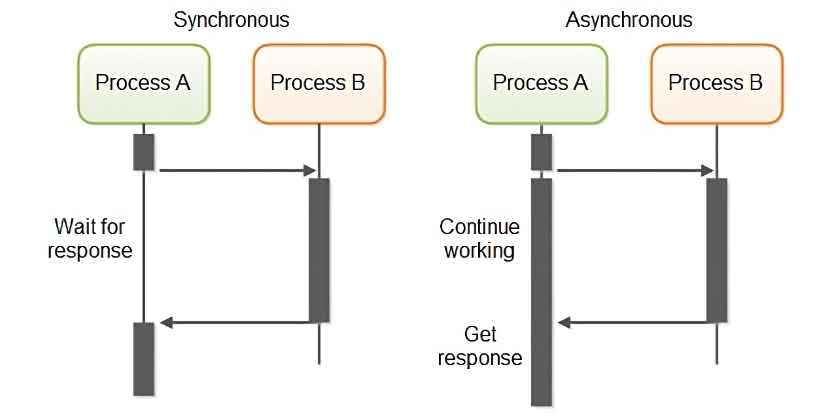 Synchronous
Asynchronous
Process A
Process B
Process A
Process B
Wait for
response
Continue
working
Get
response